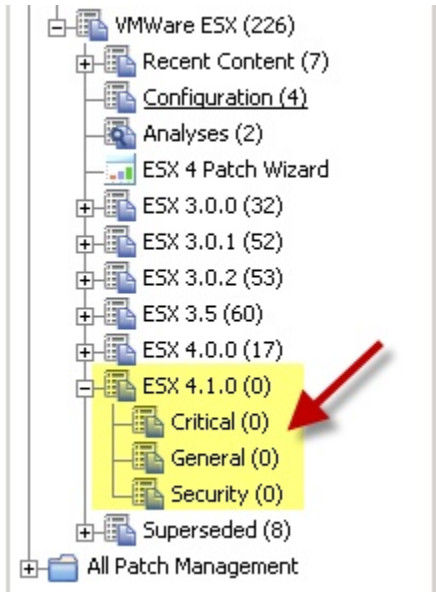 VMWare ESX (226)
Recent Content (7)
Configuration (4)
Analyses (2)
ESX 4 Patch Wizard
ESX 3.0.0 (32)
ESX 3.0.1 (52)
ESX 3.0.2 (53)
ESX 3.5 (60)
ESX 4.0.0 (17)
ESX 4.1.0 (0)
Critical (0)
General (0)
Security (0)
Superseded (8)
All Patch Management